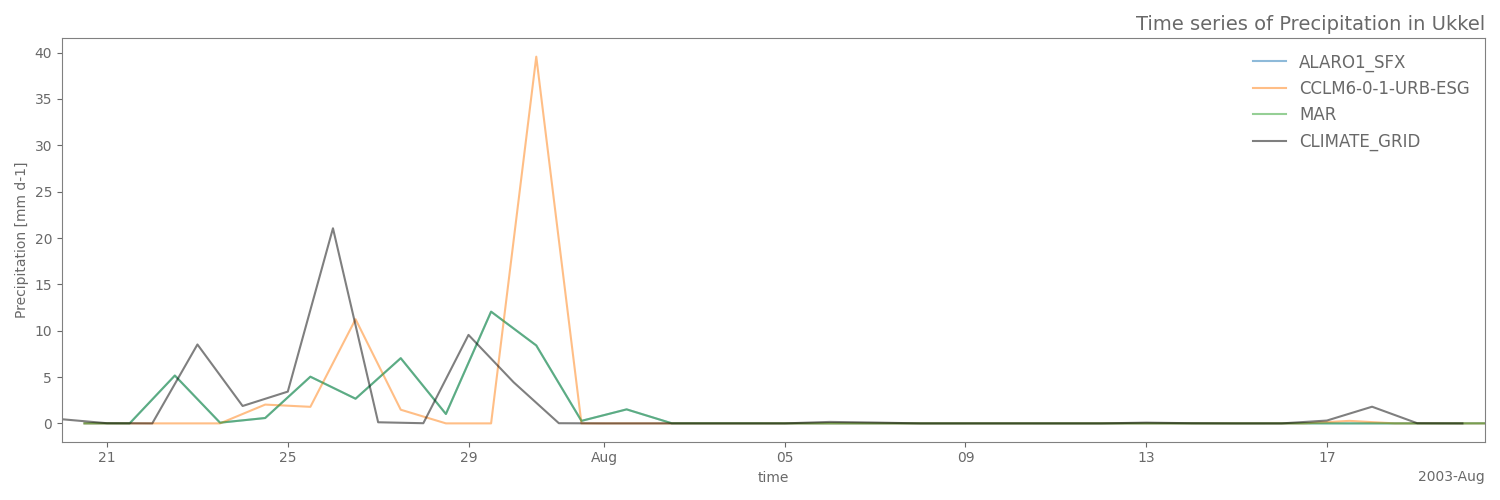 Time series of Precipitation in Ukkel
ALARO1_SFX
CCLM6-0-1-URB-ESG
MAR
CLIMATE_GRID
Precipitation [mm d-1]
40
35
30
25
20
15
10
5
0
21 25 29 Aug 05 09 13 17
time
2003-Aug